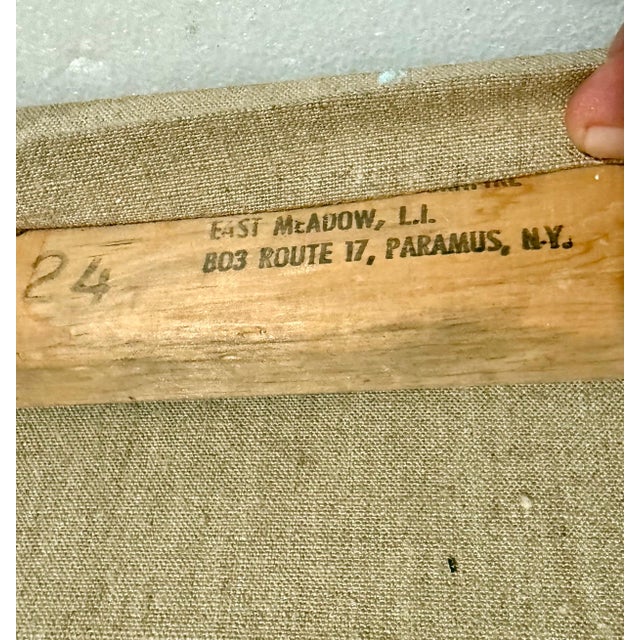 EAST MEADOW, L.I.
803 ROUTE 17, PARAMUS, N.Y.
24